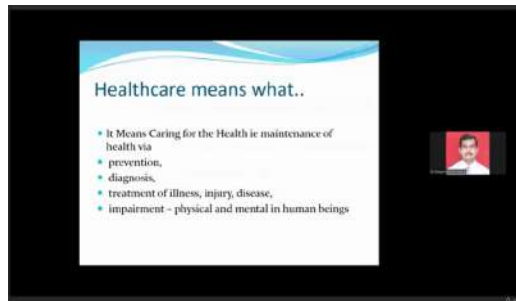 Healthcare means what..
It Means Caring for the Health ie maintenance of
health via
prevention,
diagnosis,
treatment of illness, injury, disease,
impairment – physical and mental in human beings